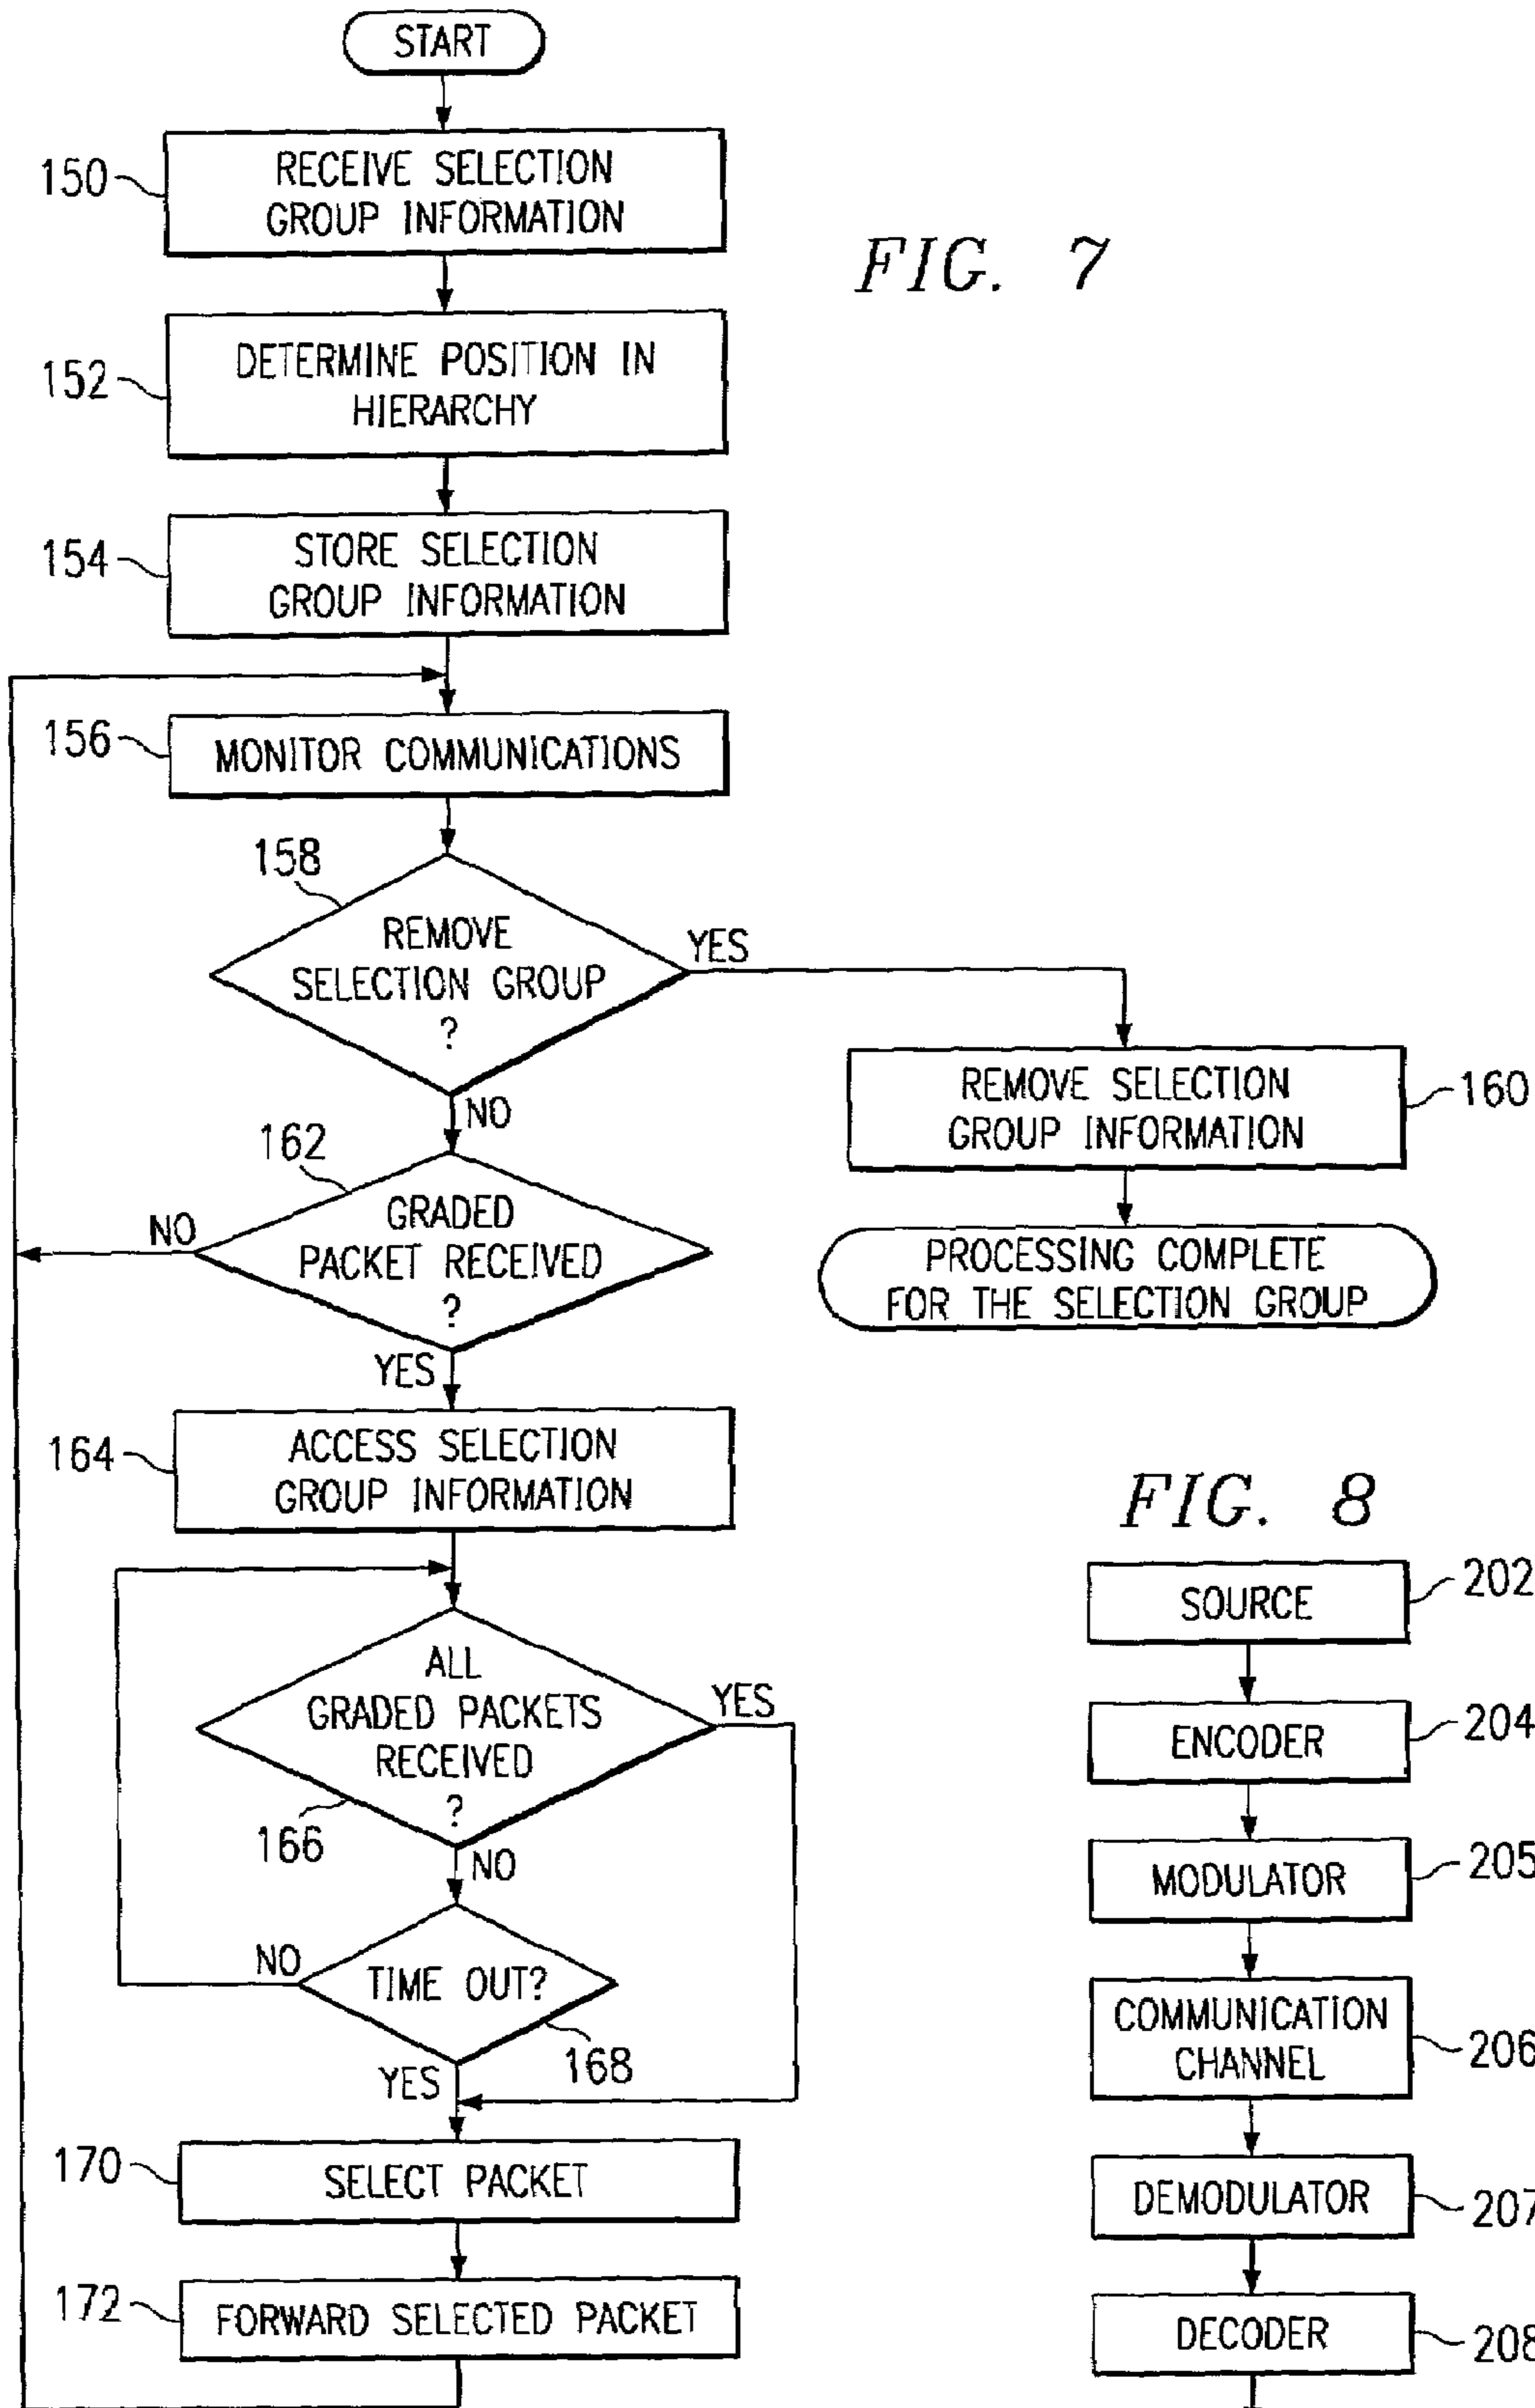 START
150
RECEIVE SELECTION
GROUP INFORMATION
FIG. 7
152
DETERMINE POSITION IN
HIERARCHY
154
STORE SELECTION
GROUP INFORMATION
156
MONITOR COMMUNICATIONS
158
REMOVE
SELECTION GROUP
?
YES
NO
REMOVE SELECTION
GROUP INFORMATION
160
PROCESSING COMPLETE
FOR THE SELECTION GROUP
162
GRADED
PACKET RECEIVED
?
NO
YES
164
ACCESS SELECTION
GROUP INFORMATION
ALL
GRADED PACKETS
RECEIVED
?
YES
166
NO
TIME OUT?
NO
168
YES
170
SELECT PACKET
172
FORWARD SELECTED PACKET
FIG. 8
SOURCE
202
ENCODER
204
MODULATOR
205
COMMUNICATION
CHANNEL
206
DEMODULATOR
207
DECODER
208